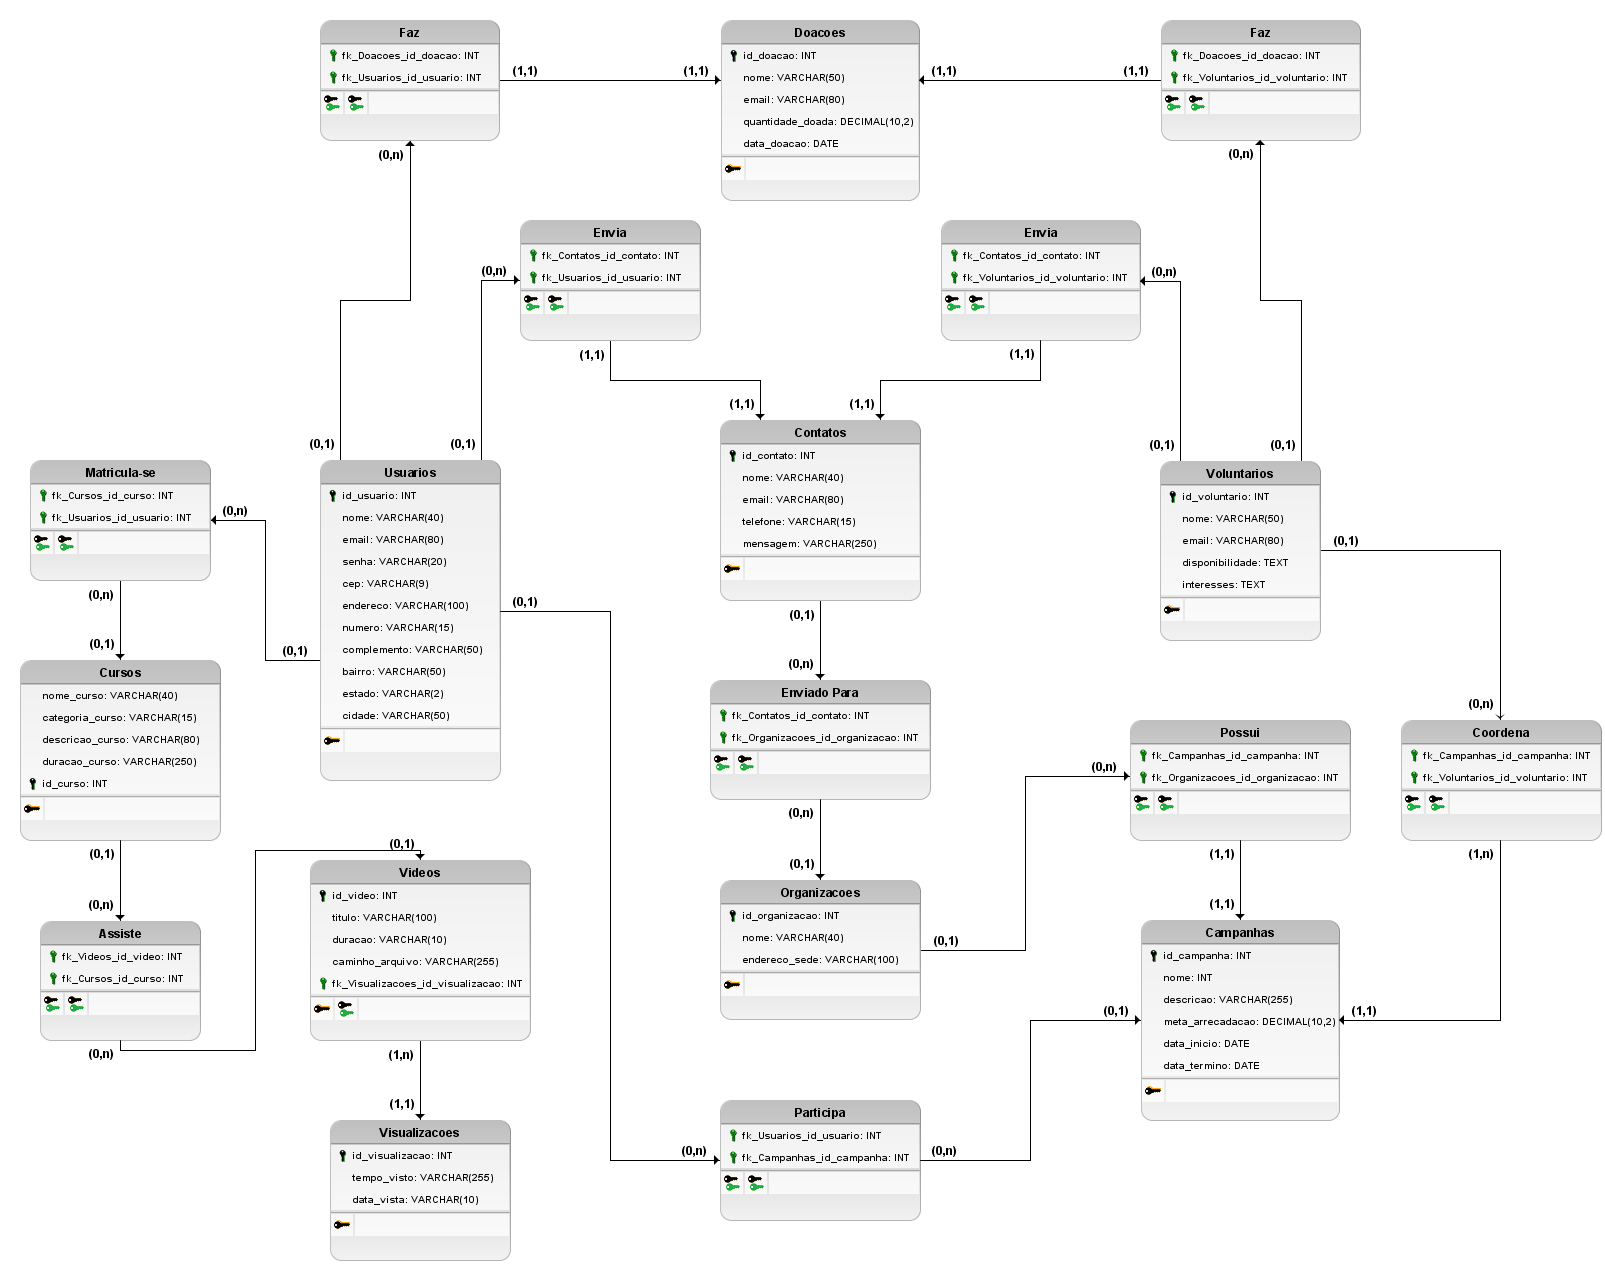 Faz
fk_Doacoes_id_doacao: INT
fk_Usuarios_id_usuario: INT
(1,1)
(1,1)
(0,n)
Doacoes
id_doacao: INT
nome: VARCHAR(50)
email: VARCHAR(80)
quantidade_doada: DECIMAL(10,2)
data_doacao: DATE
(1,1)
(1,1)
Faz
fk_Doacoes_id_doacao: INT
fk_Voluntarios_id_voluntario: INT
(0,n)
Envia
fk_Contatos_id_contato: INT
fk_Usuarios_id_usuario: INT
(0,n)
(1,1)
(1,1)
Envia
fk_Contatos_id_contato: INT
fk_Voluntarios_id_voluntario: INT
(0,n)
(1,1)
(1,1)
(0,1)
(0,1)
(0,1)
(0,1)
Matricula-se
fk_Cursos_id_curso: INT
fk_Usuarios_id_usuario: INT
(0,n)
(0,n)
(0,1)
(0,1)
Usuarios
id_usuario: INT
nome: VARCHAR(40)
email: VARCHAR(80)
senha: VARCHAR(20)
cep: VARCHAR(9)
endereco: VARCHAR(100)
numero: VARCHAR(15)
complemento: VARCHAR(50)
bairro: VARCHAR(50)
estado: VARCHAR(2)
cidade: VARCHAR(50)
(0,1)
Contatos
id_contato: INT
nome: VARCHAR(40)
email: VARCHAR(80)
telefone: VARCHAR(15)
mensagem: VARCHAR(250)
(0,1)
(0,n)
Voluntarios
id_voluntario: INT
nome: VARCHAR(50)
email: VARCHAR(80)
disponibilidade: TEXT
interesses: TEXT
(0,1)
(0,n)
Cursos
nome_curso: VARCHAR(40)
categoria_curso: VARCHAR(15)
descricao_curso: VARCHAR(80)
duracao_curso: VARCHAR(250)
id_curso: INT
(0,1)
(0,n)
Enviado Para
fk_Contatos_id_contato: INT
fk_Organizacoes_id_organizacao: INT
(0,n)
(0,1)
Possui
fk_Campanhas_id_campanha: INT
fk_Organizacoes_id_organizacao: INT
(0,n)
(1,1)
(1,1)
Coordena
fk_Campanhas_id_campanha: INT
fk_Voluntarios_id_voluntario: INT
(1,n)
(1,1)
Assiste
fk_Videos_id_video: INT
fk_Cursos_id_curso: INT
(0,n)
(0,1)
Videos
id_video: INT
titulo: VARCHAR(100)
duracao: VARCHAR(10)
caminho_arquivo: VARCHAR(255)
fk_Visualizacoes_id_visualizacao: INT
(1,n)
(1,1)
Organizacoes
id_organizacao: INT
nome: VARCHAR(40)
endereco_sede: VARCHAR(100)
(0,1)
Campanhas
id_campanha: INT
nome: INT
descricao: VARCHAR(255)
meta_arrecadacao: DECIMAL(10,2)
data_inicio: DATE
data_termino: DATE
(0,1)
Visualizacoes
id_visualizacao: INT
tempo_visto: VARCHAR(255)
data_vista: VARCHAR(10)
Participa
fk_Usuarios_id_usuario: INT
fk_Campanhas_id_campanha: INT
(0,n)
(0,n)